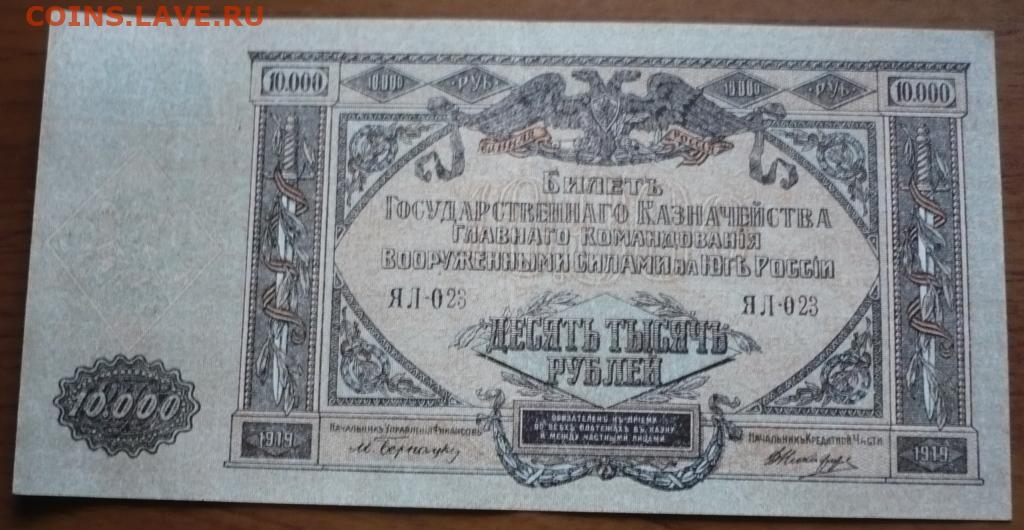 COINS.LAVE.RU
10.000 10.000 РУБ 10.000 РУБ 10.000
ЕДИНАЯ РОССІЯ
БИЛЕТЪ
ГОСУДАРСТВЕННАГО КАЗНАЧЕЙСТВА
ГЛАВНАГО КОМАНДОВАНІЯ
ВООРУЖЕННЫМИ СИЛАМИ НА ЮГѢ РОССІИ
ЯЛ-023 ЯЛ-023
ДЕСЯТЬ ТЫСЯЧЪ
РУБЛЕЙ
10.000
ОБЯЗАТЕЛЕНЪ КЪ ПРІЕМУ
ВО ВСѢХЪ ПЛАТЕЖАХЪ ВЪ КАЗНУ
И МЕЖДУ ЧАСТНЫМИ ЛИЦАМИ
1919 НАЧАЛЬНИКЪ УПРАВЛЕНІЯ ФИНАНСОВЪ НАЧАЛЬНИКЪ КРЕДИТНОЙ ЧАСТИ 1919